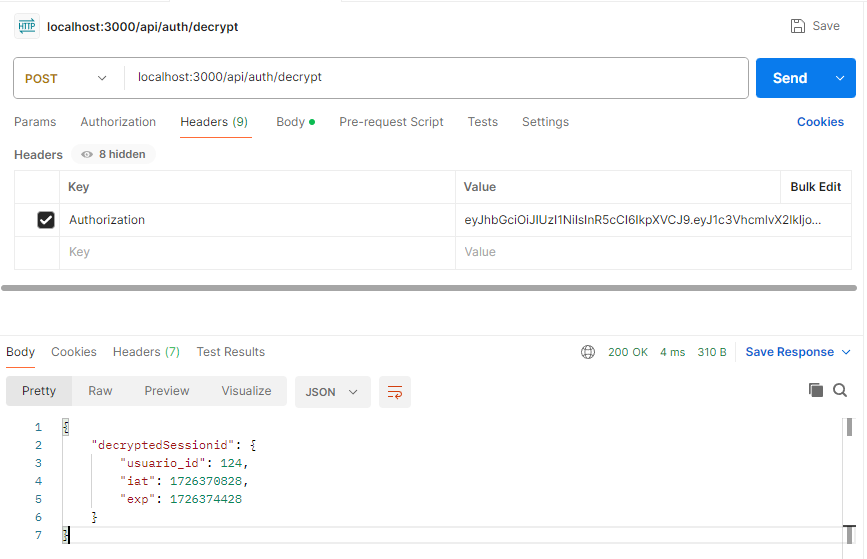 HTTP localhost:3000/api/auth/decrypt Save
POST localhost:3000/api/auth/decrypt Send
Params Authorization Headers (9) Body Pre-request Script Tests Settings Cookies
Headers 8 hidden
Key Value Bulk Edit
Authorization eyJhbGciOiJIUzI1NiIsInR5cCI6IkpXVCJ9.eyJ1c3VhcmlvX2lkIjo...
Key Value
Body Cookies Headers (7) Test Results 200 OK 4 ms 310 B Save Response
Pretty Raw Preview Visualize JSON
1 {
2 "decryptedSessionid": {
3 "usuario_id": 124,
4 "iat": 1726370828,
5 "exp": 1726374428
6 }
7 }